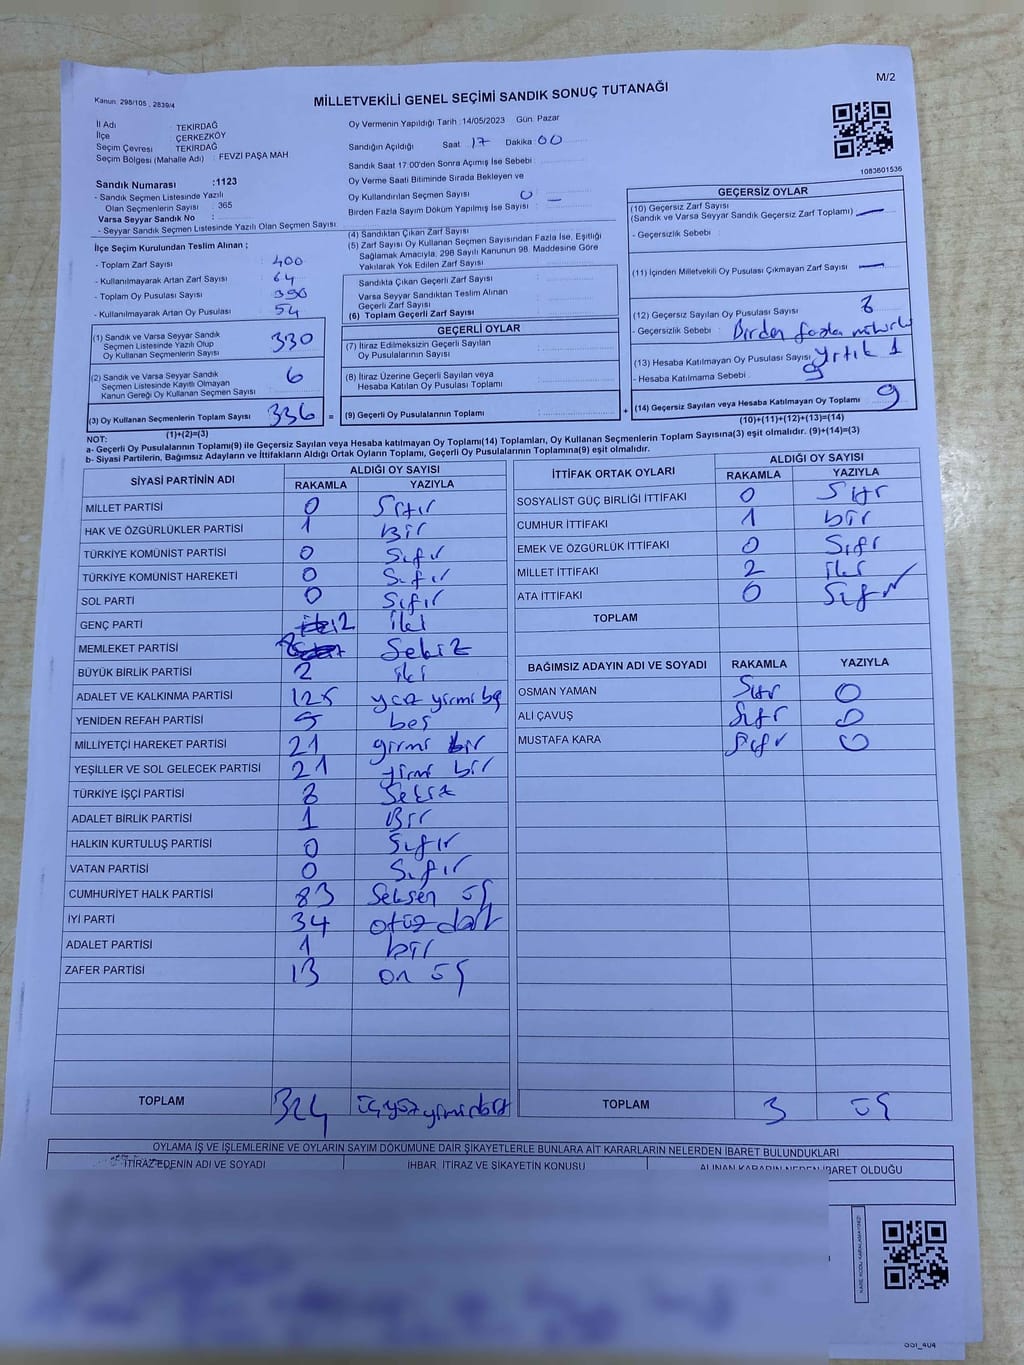 M/2
Kanun: 298/105 , 2839/4
MİLLETVEKİLİ GENEL SEÇİMİ SANDIK SONUÇ TUTANAĞI
İl Adı : TEKİRDAĞ
İlçe : ÇERKEZKÖY
Seçim Çevresi : TEKİRDAĞ
Seçim Bölgesi (Mahalle Adı) : FEVZİ PAŞA MAH
Sandık Numarası :1123
- Sandık Seçmen Listesinde Yazılı
Olan Seçmenlerin Sayısı : 365
Varsa Seyyar Sandık No :
- Seyyar Sandık Seçmen Listesinde Yazılı Olan Seçmen Sayısı
İlçe Seçim Kurulundan Teslim Alınan ;
- Toplam Zarf Sayısı : 400
- Kullanılmayarak Artan Zarf Sayısı : 64
- Toplam Oy Pusulası Sayısı : 390
- Kullanılmayarak Artan Oy Pusulası : 54
(1) Sandık ve Varsa Seyyar Sandık
Seçmen Listesinde Yazılı Olup
Oy Kullanan Seçmenlerin Sayısı : 330
(2) Sandık ve Varsa Seyyar Sandık
Seçmen Listesinde Kayıtlı Olmayan
Kanun Gereği Oy Kullanan Seçmen Sayısı : 6
(3) Oy Kullanan Seçmenlerin Toplam Sayısı : 336 =
(1)+(2)=(3)
Oy Vermenin Yapıldığı Tarih :14/05/2023 Gün: Pazar
Sandığın Açıldığı Saat 17 Dakika 00
Sandık Saat 17:00'den Sonra Açımış İse Sebebi :
Oy Verme Saati Bitiminde Sırada Bekleyen ve
Oy Kullandırılan Seçmen Sayısı : 0
Birden Fazla Sayım Döküm Yapılmış İse Sayısı : —
(4) Sandıktan Çıkan Zarf Sayısı
(5) Zarf Sayısı Oy Kullanan Seçmen Sayısından Fazla İse, Eşitliği
Sağlamak Amacıyla, 298 Sayılı Kanunun 98. Maddesine Göre
Yakılarak Yok Edilen Zarf Sayısı
Sandıkta Çıkan Geçerli Zarf Sayısı
Varsa Seyyar Sandıktan Teslim Alınan
Geçerli Zarf Sayısı
(6) Toplam Geçerli Zarf Sayısı
GEÇERLİ OYLAR
(7) İtiraz Edilmeksizin Geçerli Sayılan
Oy Pusulalarının Sayısı
(8) İtiraz Üzerine Geçerli Sayılan veya
Hesaba Katılan Oy Pusulası Toplamı
(9) Geçerli Oy Pusulalarının Toplamı : +
1083601536
GEÇERSİZ OYLAR
(10) Geçersiz Zarf Sayısı
(Sandık ve Varsa Seyyar Sandık Geçersiz Zarf Toplamı) —
- Geçersizlik Sebebi
(11) İçinden Milletvekili Oy Pusulası Çıkmayan Zarf Sayısı —
(12) Geçersiz Sayılan Oy Pusulası Sayısı : 8
- Geçersizlik Sebebi : Birden fazla
(13) Hesaba Katılmayan Oy Pusulası Sayısı yrtık 1
- Hesaba Katılmama Sebebi 9
(14) Geçersiz Sayılan veya Hesaba Katılmayan Oy Toplamı 9
(10)+(11)+(12)+(13)=(14)
NOT:
a- Geçerli Oy Pusulalarının Toplamı(9) ile Geçersiz Sayılan veya Hesaba katılmayan Oy Toplamı(14) Toplamları, Oy Kullanan Seçmenlerin Toplam Sayısına(3) eşit olmalıdır. (9)+(14)=(3)
b- Siyasi Partilerin, Bağımsız Adayların ve İttifakların Aldığı Ortak Oyların Toplamı, Geçerli Oy Pusulalarının Toplamına(9) eşit olmalıdır.
SİYASİ PARTİNİN ADI ALDIĞI OY SAYISI
RAKAMLA YAZIYLA
MİLLET PARTİSİ 0 Sıfır
HAK VE ÖZGÜRLÜKLER PARTİSİ 1 Bir
TÜRKİYE KOMÜNİST PARTİSİ 0 Sıfır
TÜRKİYE KOMÜNİST HAREKETİ 0 Sıfır
SOL PARTİ 0 Sıfır
GENÇ PARTİ 2 iki
MEMLEKET PARTİSİ 8 Sekiz
BÜYÜK BİRLİK PARTİSİ 2 iki
ADALET VE KALKINMA PARTİSİ 125 yüz yirmi beş
YENİDEN REFAH PARTİSİ 5 beş
MİLLİYETÇİ HAREKET PARTİSİ 21 yirmi bir
YEŞİLLER VE SOL GELECEK PARTİSİ 21 yirmi bir
TÜRKİYE İŞÇİ PARTİSİ 8 Sekiz
ADALET BİRLİK PARTİSİ 1 Bir
HALKIN KURTULUŞ PARTİSİ 0 Sıfır
VATAN PARTİSİ 0 Sıfır
CUMHURİYET HALK PARTİSİ 83 Seksen üç
İYİ PARTİ 34 otüz dört
ADALET PARTİSİ 1 bir
ZAFER PARTİSİ 13 on üç
TOPLAM 324 üçyüz yirmi dört
İTTİFAK ORTAK OYLARI ALDIĞI OY SAYISI
RAKAMLA YAZIYLA
SOSYALİST GÜÇ BİRLİĞİ İTTİFAKI 0 Sıfır
CUMHUR İTTİFAKI 1 bir
EMEK VE ÖZGÜRLÜK İTTİFAKI 0 Sıfır
MİLLET İTTİFAKI 2 iki
ATA İTTİFAKI 0 Sıfır
TOPLAM
BAĞIMSIZ ADAYIN ADI VE SOYADI RAKAMLA YAZIYLA
OSMAN YAMAN Sıfır 0
ALİ ÇAVUŞ Sıfır 0
MUSTAFA KARA Sıfır 0
TOPLAM 3 üç
OYLAMA İŞ VE İŞLEMLERİNE VE OYLARIN SAYIM DÖKÜMÜNE DAİR ŞİKAYETLERLE BUNLARA AİT KARARLARIN NELERDEN İBARET BULUNDUKLARI
İTİRAZ EDENİN ADI VE SOYADI İHBAR, İTİRAZ VE ŞİKAYETİN KONUSU ALINAN KARARIN NEDEN İBARET OLDUĞU